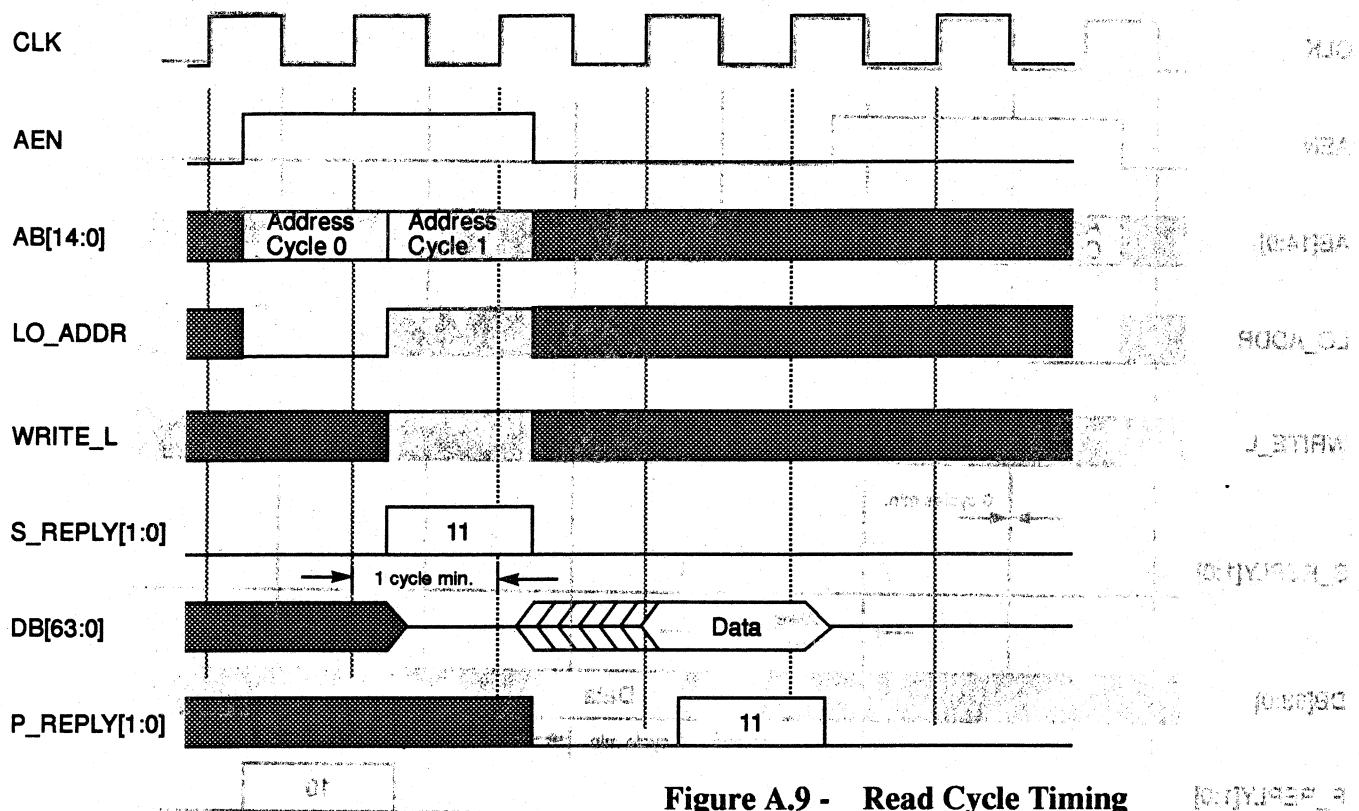 CLK
AEN
AB[14:0]
Address
Cycle 0
Address
Cycle 1
LO_ADDR
WRITE_L
S_REPLY[1:0]
11
1 cycle min.
DB[63:0]
Data
P_REPLY[1:0]
11
Figure A.9 - Read Cycle Timing